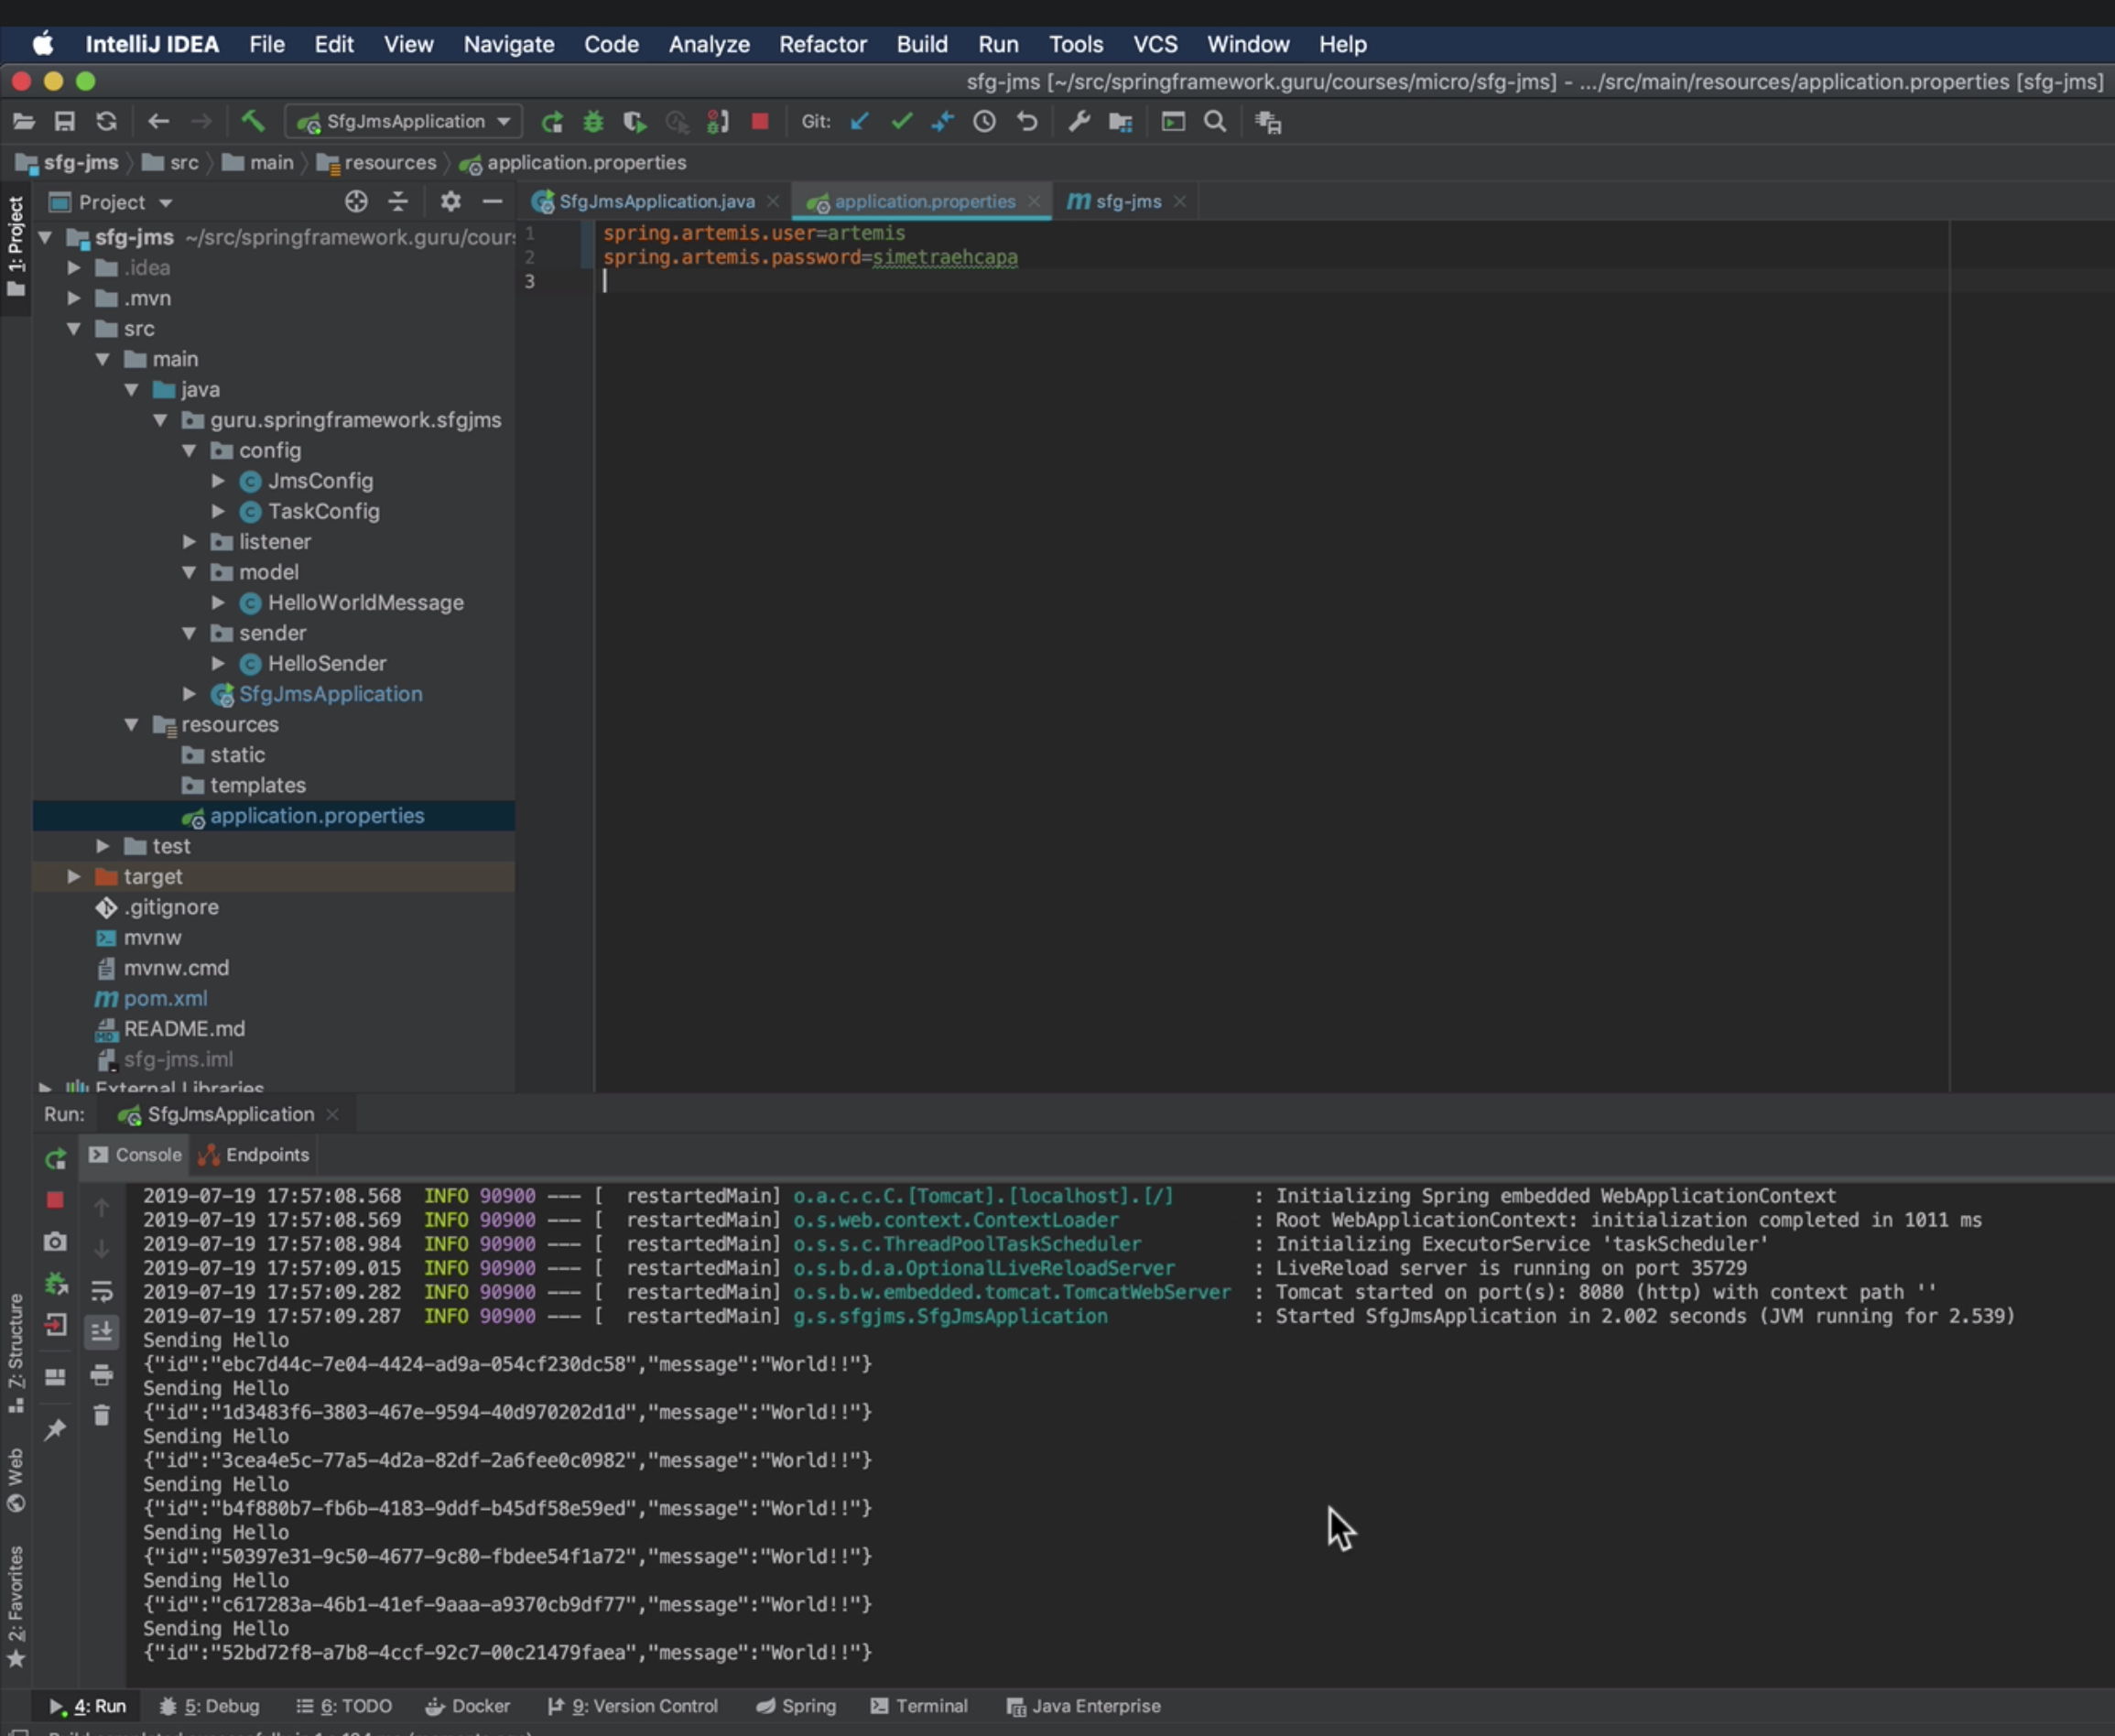 IntelliJ IDEA File Edit View Navigate Code Analyze Refactor Build Run Tools VCS Window Help
sfg-jms [~/src/springframework.guru/courses/micro/sfg-jms] - .../src/main/resources/application.properties [sfg-jms]
SfgJmsApplication Git:
sfg-jms src main resources application.properties
1: Project
Project
SfgJmsApplication.java application.properties sfg-jms
sfg-jms ~/src/springframework.guru/cour
.idea
.mvn
src
main
java
guru.springframework.sfgjms
config
JmsConfig
TaskConfig
listener
model
HelloWorldMessage
sender
HelloSender
SfgJmsApplication
resources
static
templates
application.properties
test
target
.gitignore
mvnw
mvnw.cmd
pom.xml
README.md
sfg-jms.iml
External Libraries
1 spring.artemis.user=artemis
2 spring.artemis.password=simetraehcapa
3
Run: SfgJmsApplication
Console Endpoints
2019-07-19 17:57:08.568 INFO 90900 --- [ restartedMain] o.a.c.c.C.[Tomcat].[localhost].[/] : Initializing Spring embedded WebApplicationContext
2019-07-19 17:57:08.569 INFO 90900 --- [ restartedMain] o.s.web.context.ContextLoader : Root WebApplicationContext: initialization completed in 1011 ms
2019-07-19 17:57:08.984 INFO 90900 --- [ restartedMain] o.s.s.c.ThreadPoolTaskScheduler : Initializing ExecutorService 'taskScheduler'
2019-07-19 17:57:09.015 INFO 90900 --- [ restartedMain] o.s.b.d.a.OptionalLiveReloadServer : LiveReload server is running on port 35729
2019-07-19 17:57:09.282 INFO 90900 --- [ restartedMain] o.s.b.w.embedded.tomcat.TomcatWebServer : Tomcat started on port(s): 8080 (http) with context path ''
2019-07-19 17:57:09.287 INFO 90900 --- [ restartedMain] g.s.sfgjms.SfgJmsApplication : Started SfgJmsApplication in 2.002 seconds (JVM running for 2.539)
Sending Hello
{"id":"ebc7d44c-7e04-4424-ad9a-054cf230dc58","message":"World!!"}
Sending Hello
{"id":"1d3483f6-3803-467e-9594-40d970202d1d","message":"World!!"}
Sending Hello
{"id":"3cea4e5c-77a5-4d2a-82df-2a6fee0c0982","message":"World!!"}
Sending Hello
{"id":"b4f880b7-fb6b-4183-9ddf-b45df58e59ed","message":"World!!"}
Sending Hello
{"id":"50397e31-9c50-4677-9c80-fbdee54f1a72","message":"World!!"}
Sending Hello
{"id":"c617283a-46b1-41ef-9aaa-a9370cb9df77","message":"World!!"}
Sending Hello
{"id":"52bd72f8-a7b8-4ccf-92c7-00c21479faea","message":"World!!"}
Z: Structure
Web
2: Favorites
4: Run 5: Debug 6: TODO Docker 9: Version Control Spring Terminal Java Enterprise